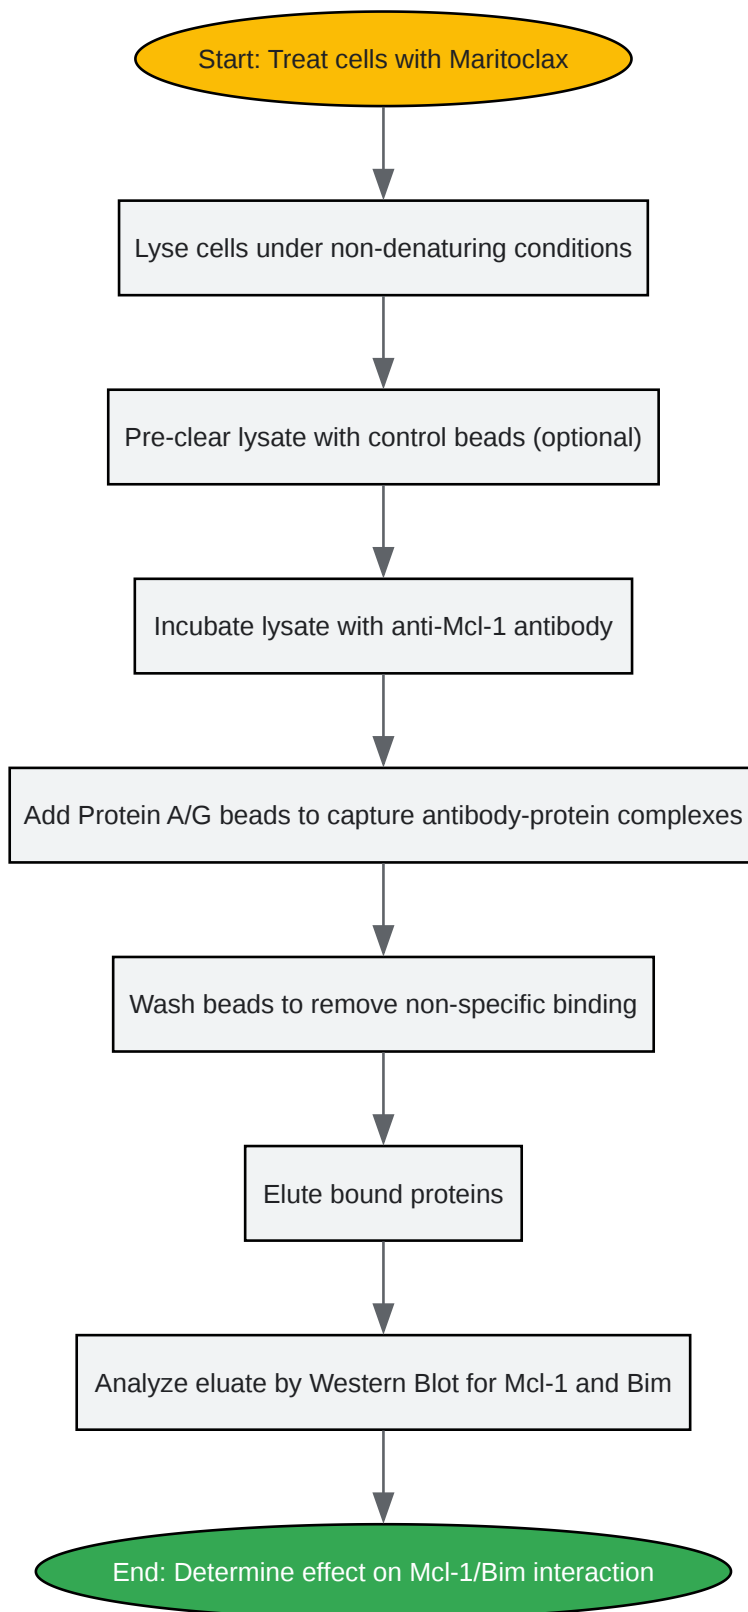 Start: Treat cells with Maritoclax
Lyse cells under non-denaturing conditions
Pre-clear lysate with control beads (optional)
Incubate lysate with anti-Mcl-1 antibody
Add Protein A/G beads to capture antibody-protein complexes
Wash beads to remove non-specific binding
Elute bound proteins
Analyze eluate by Western Blot for Mcl-1 and Bim
End: Determine effect on Mcl-1/Bim interaction